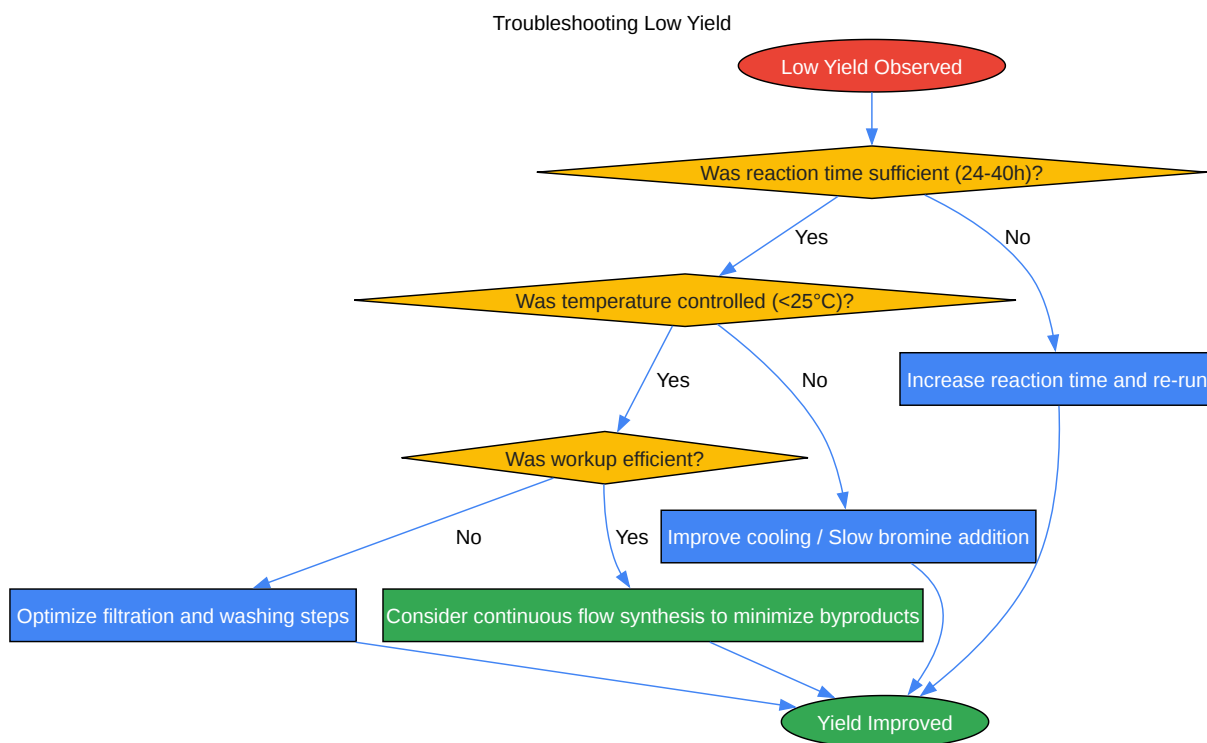 Troubleshooting Low Yield
Low Yield Observed
Was reaction time sufficient (24-40h)?
Yes
No
Was temperature controlled (<25°C)?
Yes
No
Increase reaction time and re-run
Was workup efficient?
No
Yes
Improve cooling / Slow bromine addition
Optimize filtration and washing steps
Consider continuous flow synthesis to minimize byproducts
Yield Improved